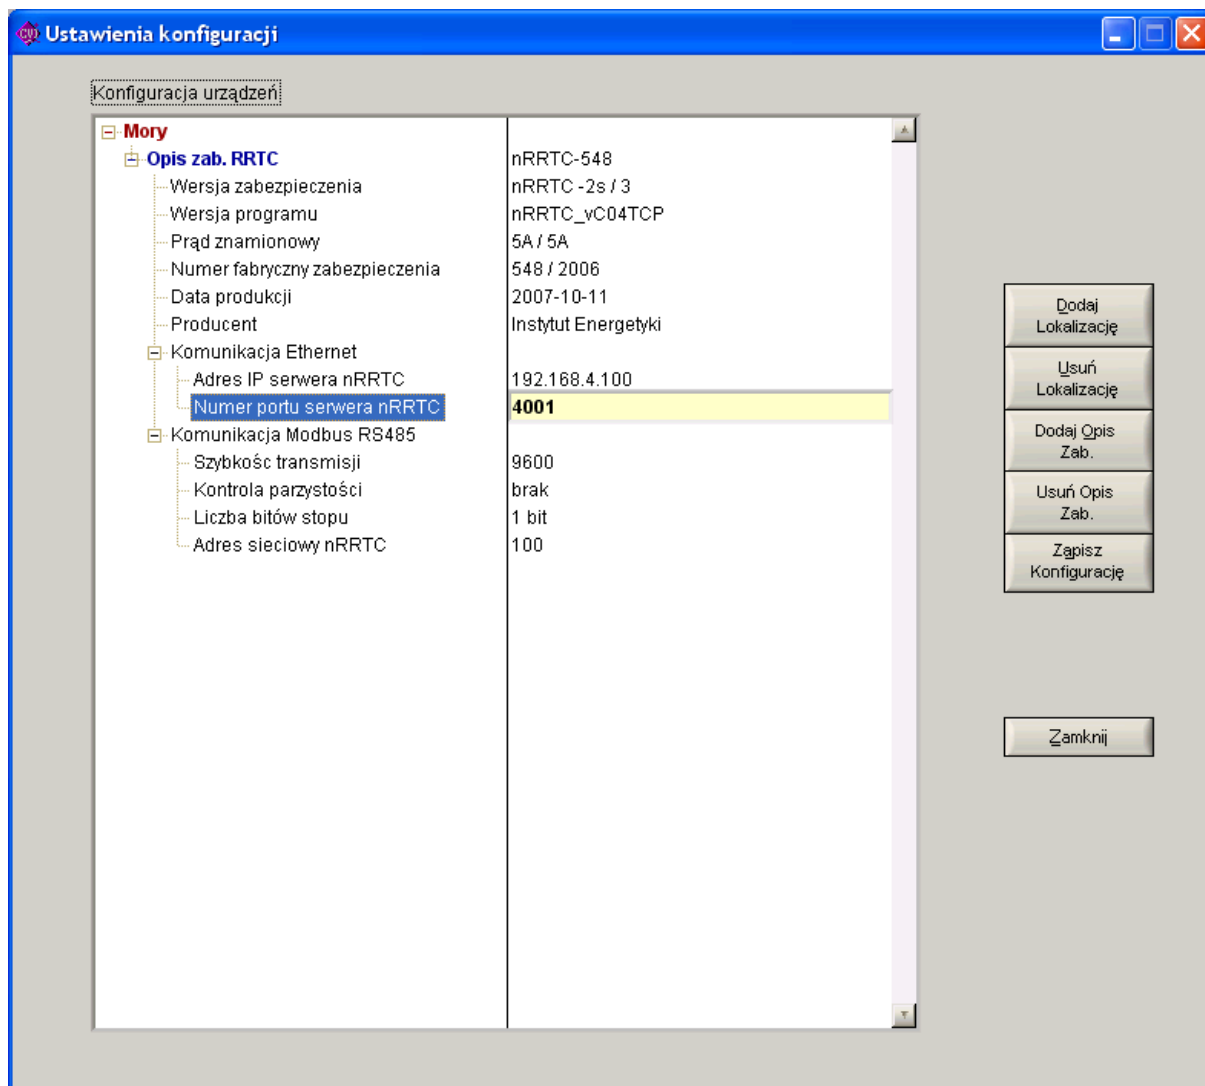 CVI Ustawienia konfiguracji
Konfiguracja urządzeń
Mory
Opis zab. RRTC nRRTC-548
Wersja zabezpieczenia nRRTC -2s / 3
Wersja programu nRRTC_vC04TCP
Prąd znamionowy 5A / 5A
Numer fabryczny zabezpieczenia 548 / 2006
Data produkcji 2007-10-11
Producent Instytut Energetyki
Komunikacja Ethernet
Adres IP serwera nRRTC 192.168.4.100
Numer portu serwera nRRTC 4001
Komunikacja Modbus RS485
Szybkośc transmisji 9600
Kontrola parzystości brak
Liczba bitów stopu 1 bit
Adres sieciowy nRRTC 100
Dodaj
Lokalizację
Usuń
Lokalizację
Dodaj Opis
Zab.
Usuń Opis
Zab.
Zapisz
Konfigurację
Zamknij